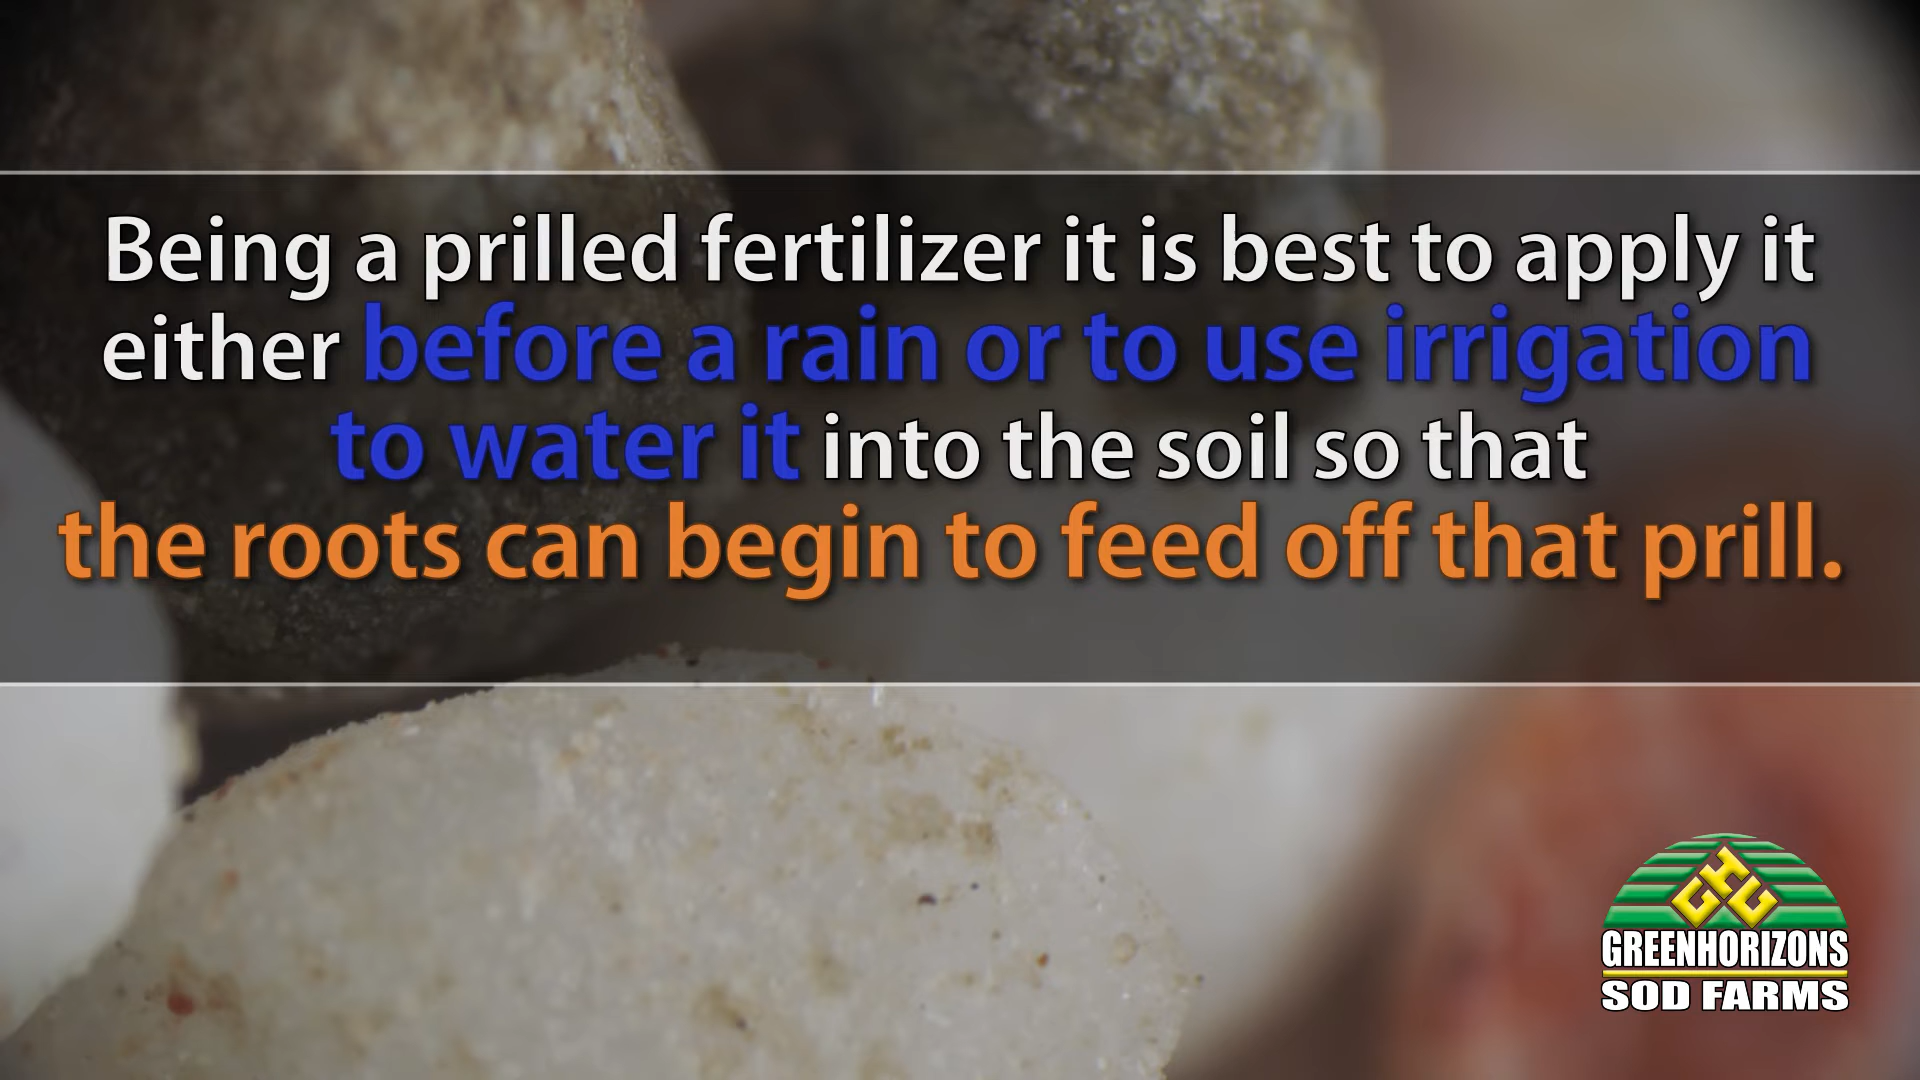 Being a prilled fertilizer it is best to apply it
either before a rain or to use irrigation
to water it into the soil so that
the roots can begin to feed off that prill.
GHG
GREENHORIZONS
SOD FARMS